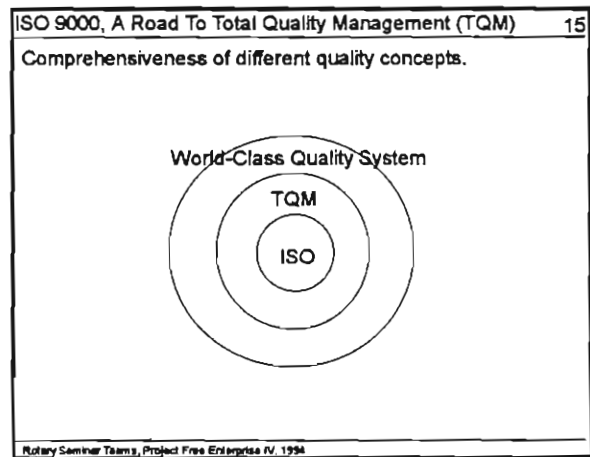 ISO 9000, A Road To Total Quality Management (TQM) 15
Comprehensiveness of different quality concepts.
World-Class Quality System
TQM
ISO
Rotary Seminar Teams, Project Free Enterprise IV, 1994